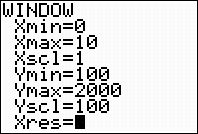 WINDOW
Xmin=0
Xmax=10
Xscl=1
Ymin=100
Ymax=2000
Yscl=100
Xres=